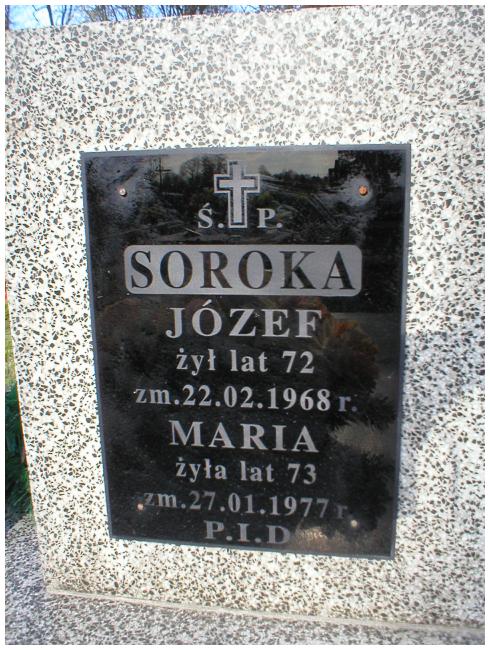 Ś. P.
SOROKA
JÓZEF
żył lat 72
zm.22.02.1968 r.
MARIA
żyła lat 73
zm.27.01.1977 r.
P.I.D